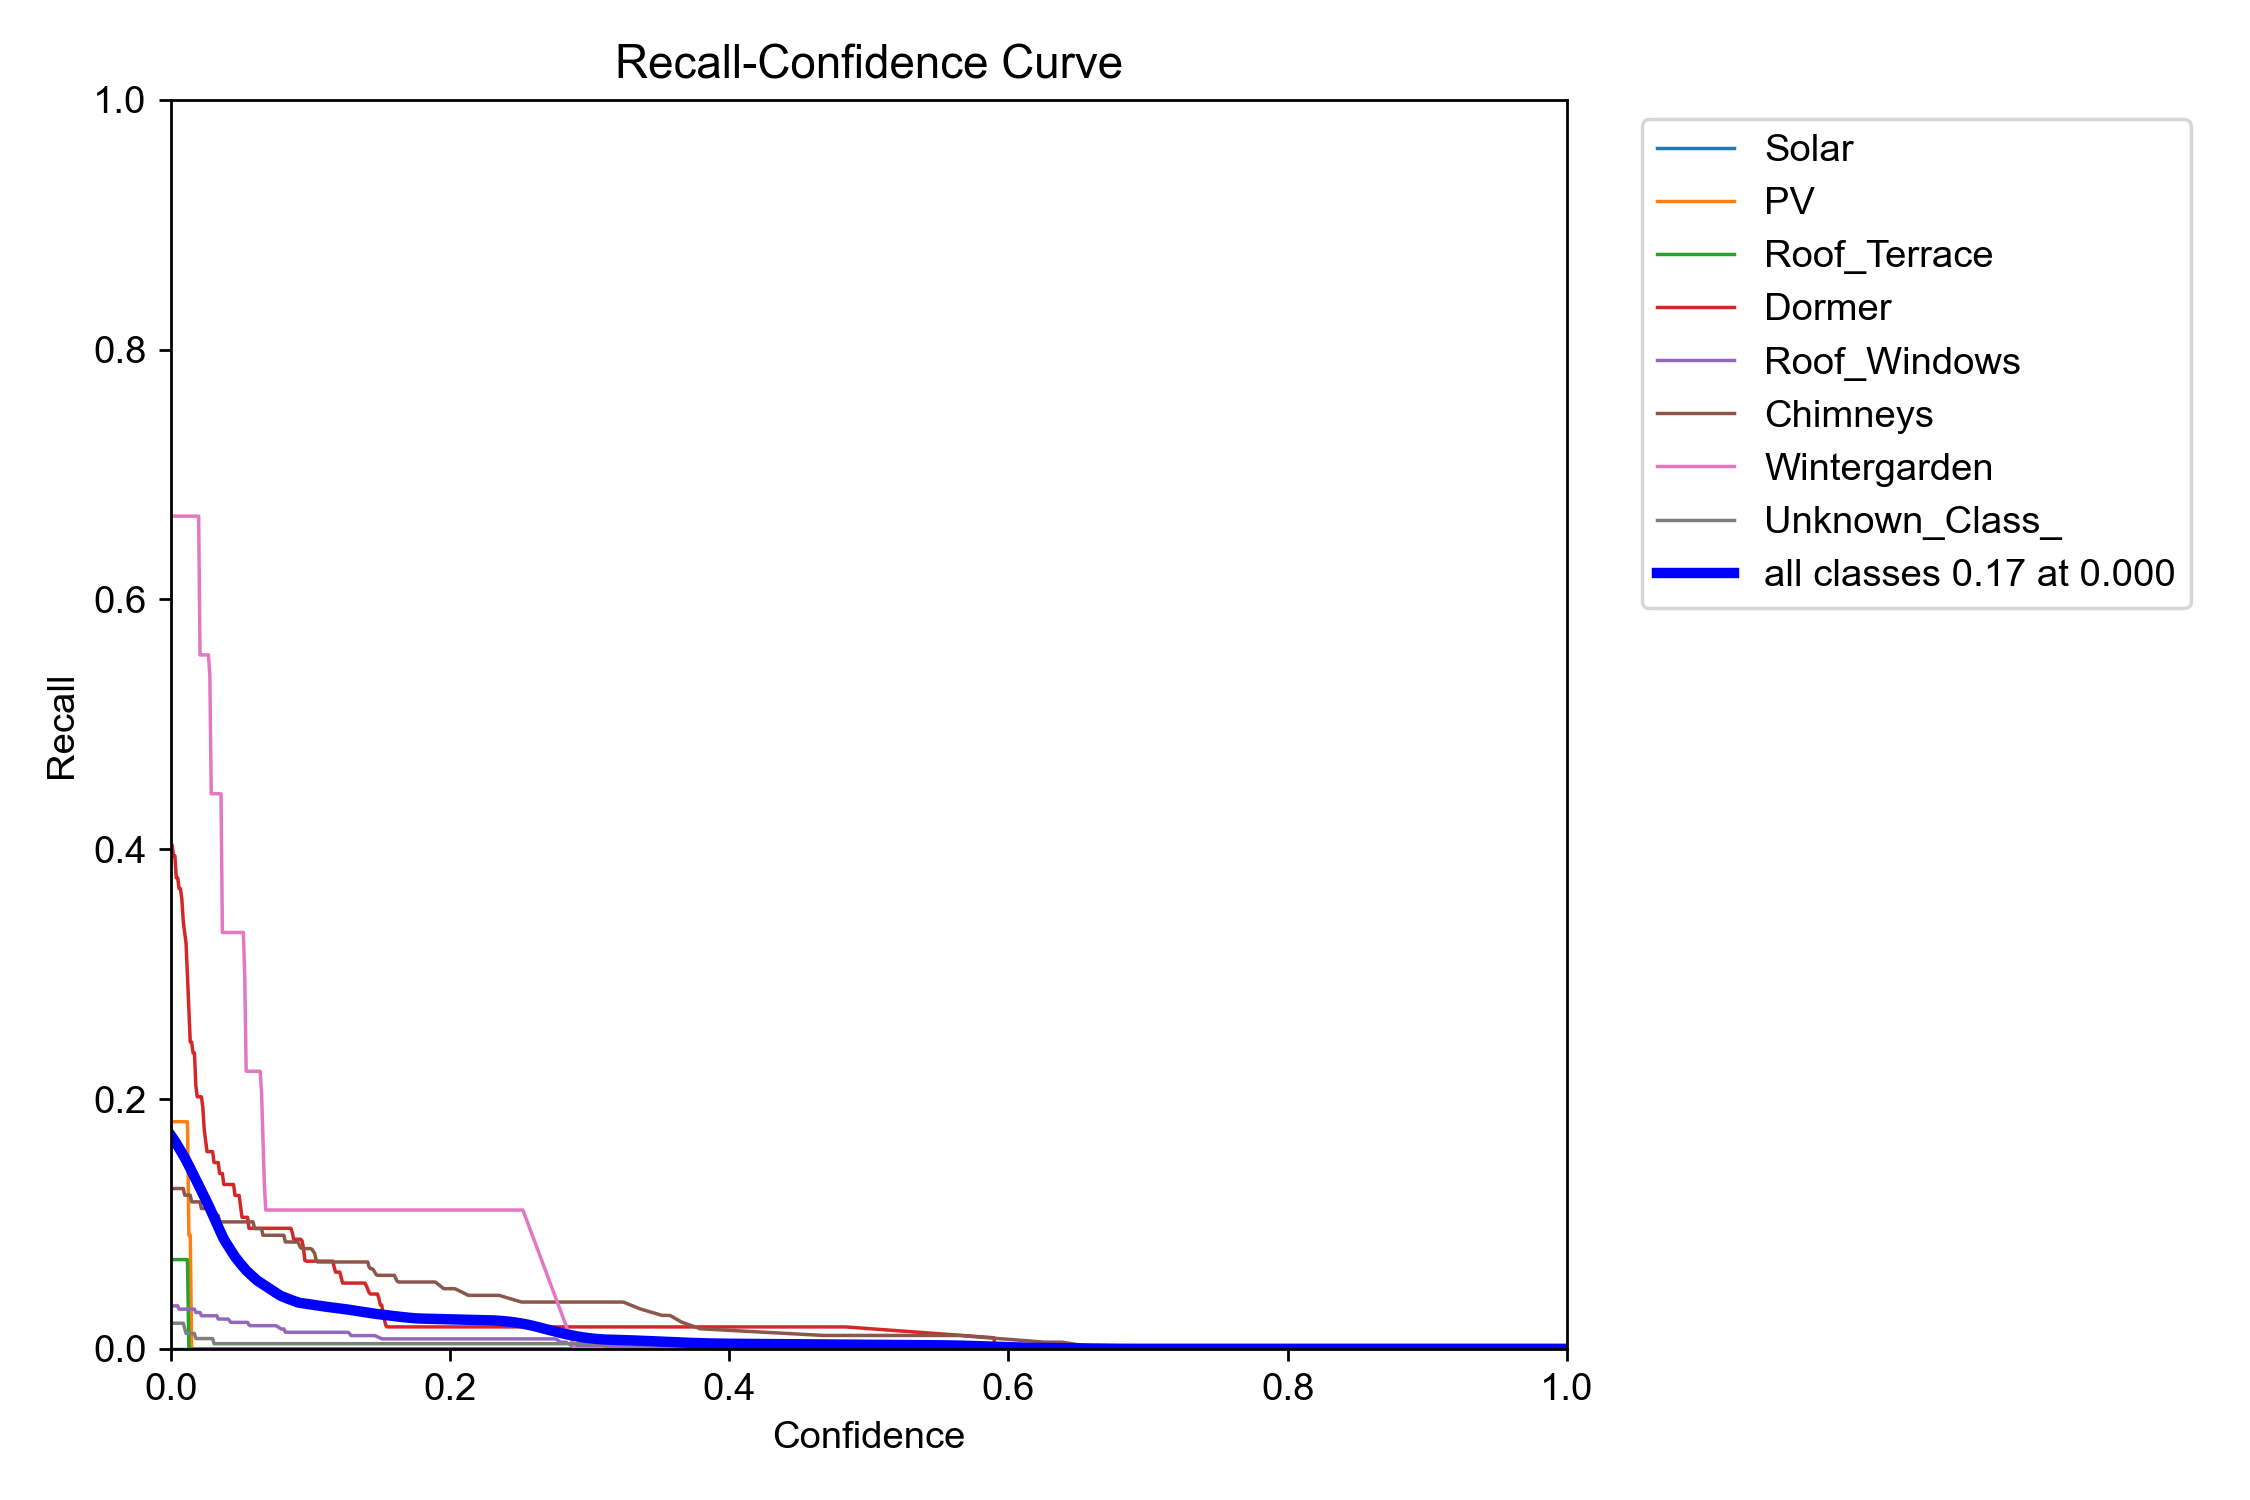 Recall-Confidence Curve
1.0
0.8
0.6
0.4
0.2
0.0
Recall
0.0 0.2 0.4 0.6 0.8 1.0
Confidence
Solar
PV
Roof_Terrace
Dormer
Roof_Windows
Chimneys
Wintergarden
Unknown_Class_
all classes 0.17 at 0.000